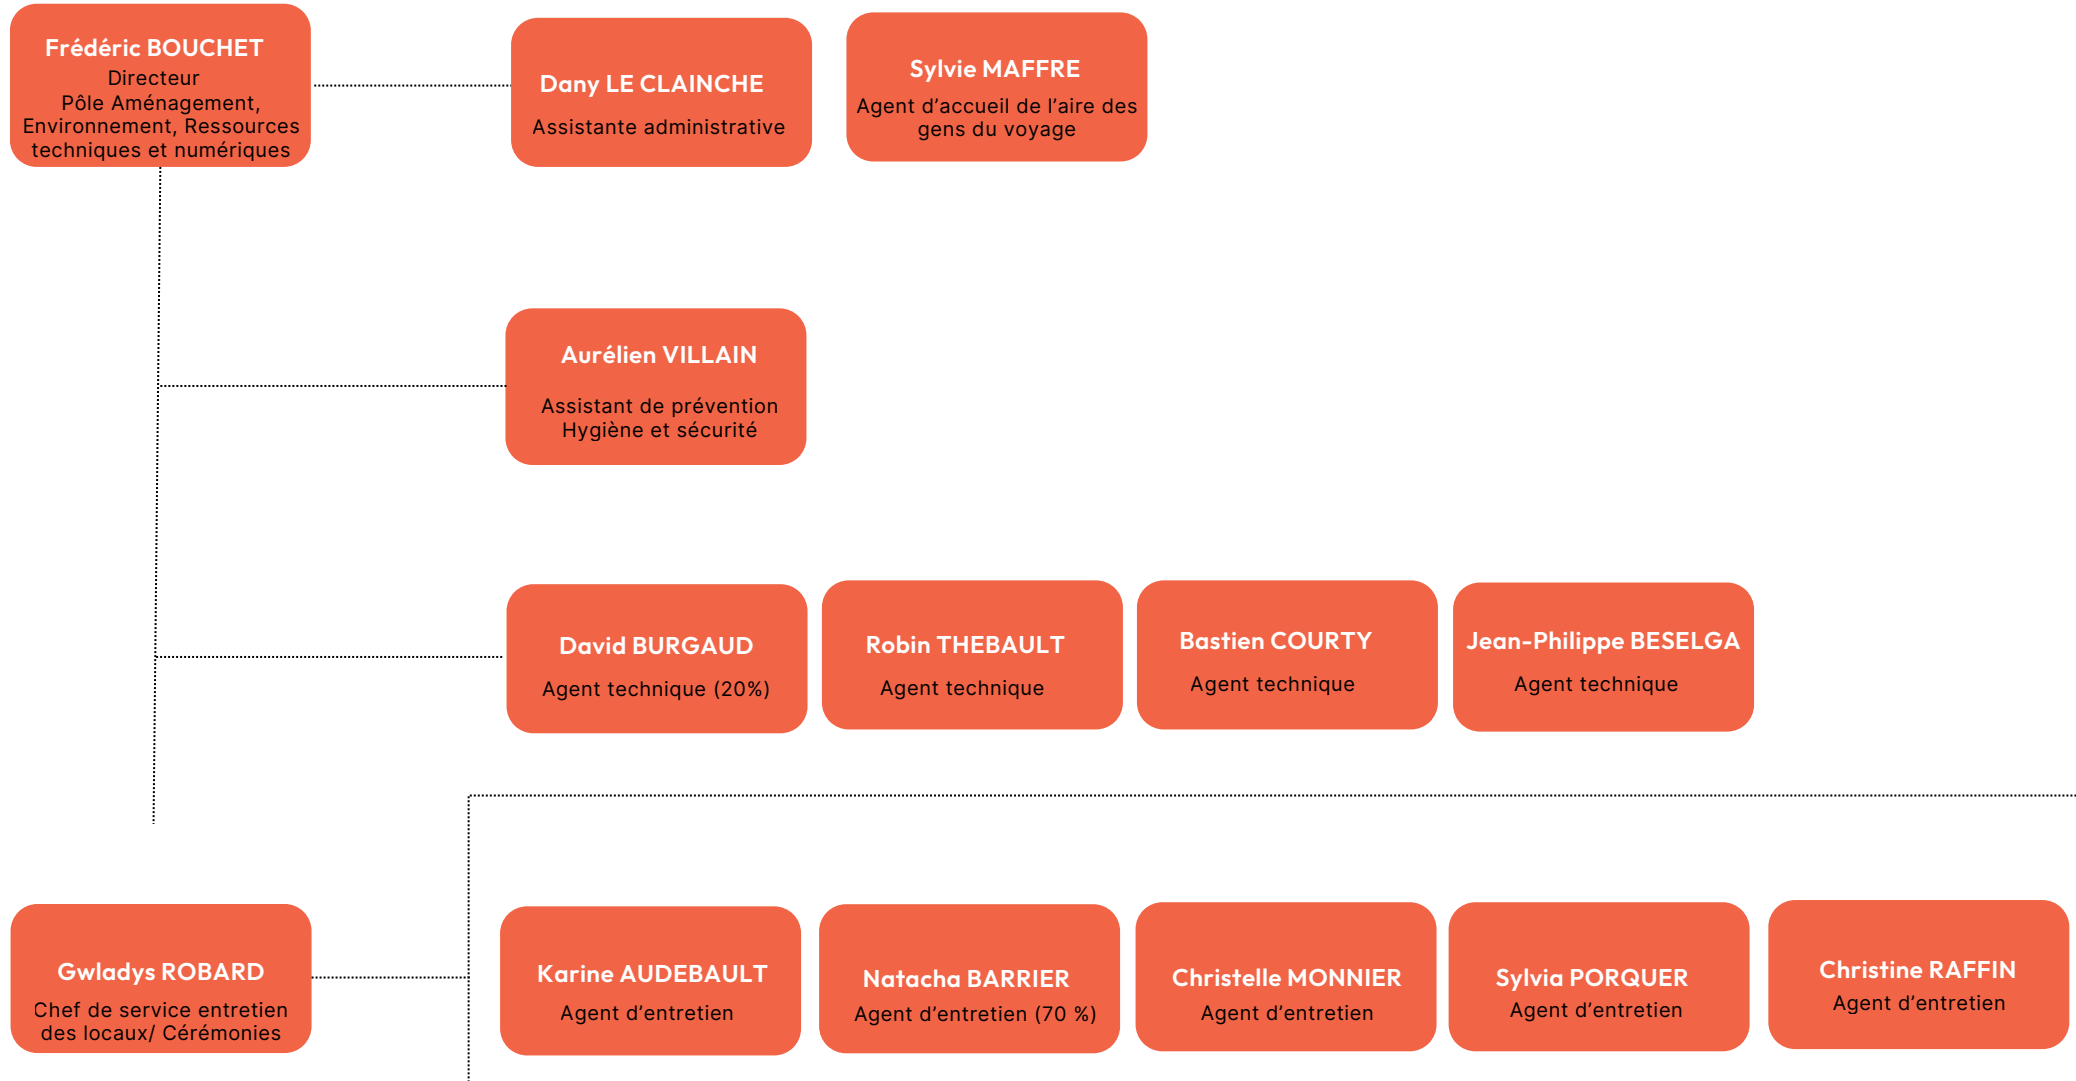 Frédéric BOUCHET
Directeur
Pôle Aménagement,
Environnement, Ressources
techniques et numériques
Dany LE CLAINCHE
Assistante administrative
Sylvie MAFFRE
Agent d’accueil de l’aire des
gens du voyage
Aurélien VILLAIN
Assistant de prévention
Hygiène et sécurité
David BURGAUD
Agent technique (20%)
Robin THEBAULT
Agent technique
Bastien COURTY
Agent technique
Jean-Philippe BESELGA
Agent technique
Gwladys ROBARD
Chef de service entretien
des locaux/ Cérémonies
Karine AUDEBAULT
Agent d’entretien
Natacha BARRIER
Agent d’entretien (70 %)
Christelle MONNIER
Agent d’entretien
Sylvia PORQUER
Agent d’entretien
Christine RAFFIN
Agent d’entretien